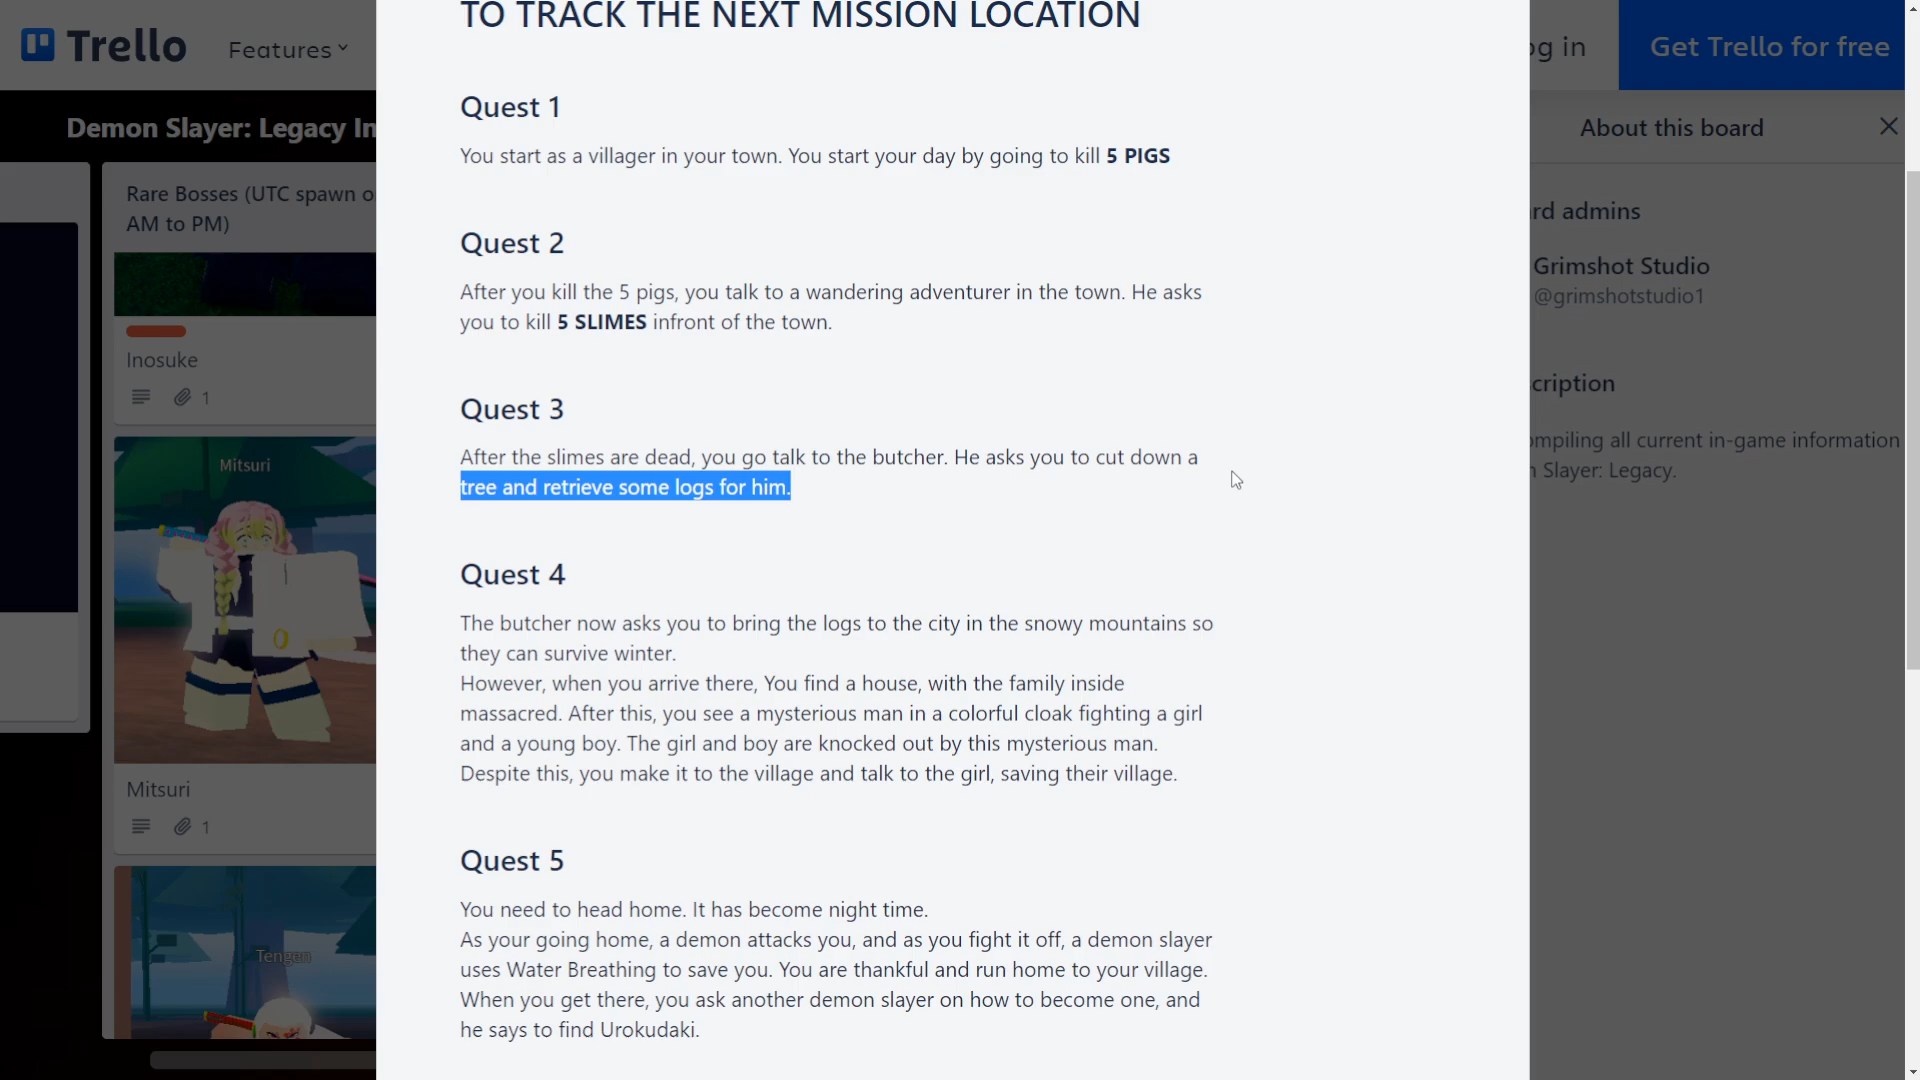 TO TRACK THE NEXT MISSION LOCATION
Trello
Features
og in
Get Trello for free
Demon Slayer: Legacy In
About this board
Rare Bosses (UTC spawn o
AM to PM)
Inosuke
1
Mitsuri
Mitsuri
1
Tengen
Quest 1
You start as a villager in your town. You start your day by going to kill 5 PIGS
Quest 2
After you kill the 5 pigs, you talk to a wandering adventurer in the town. He asks
you to kill 5 SLIMES infront of the town.
Quest 3
After the slimes are dead, you go talk to the butcher. He asks you to cut down a
tree and retrieve some logs for him.
Quest 4
The butcher now asks you to bring the logs to the city in the snowy mountains so
they can survive winter.
However, when you arrive there, You find a house, with the family inside
massacred. After this, you see a mysterious man in a colorful cloak fighting a girl
and a young boy. The girl and boy are knocked out by this mysterious man.
Despite this, you make it to the village and talk to the girl, saving their village.
Quest 5
You need to head home. It has become night time.
As your going home, a demon attacks you, and as you fight it off, a demon slayer
uses Water Breathing to save you. You are thankful and run home to your village.
When you get there, you ask another demon slayer on how to become one, and
he says to find Urokudaki.
rd admins
Grimshot Studio
@grimshotstudio1
cription
ompiling all current in-game information
n Slayer: Legacy.